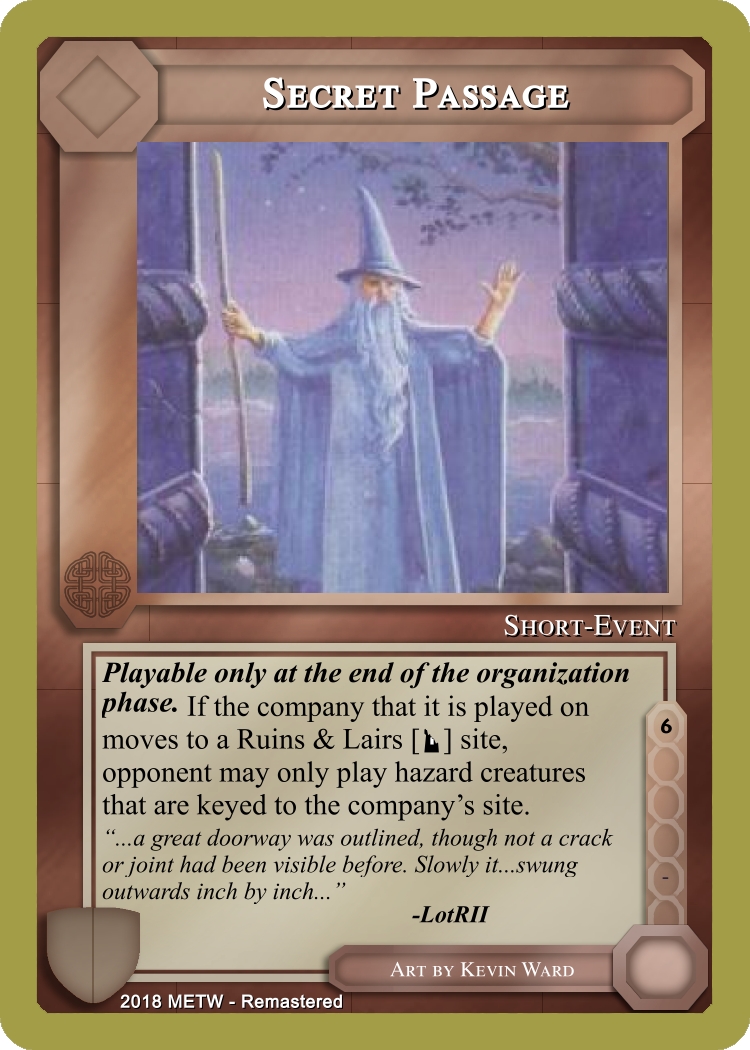 Secret Passage
Short-Event
Playable only at the end of the organization
phase. If the company that it is played on
moves to a Ruins & Lairs [ ] site,
opponent may only play hazard creatures
that are keyed to the company's site.
6
-
"...a great doorway was outlined, though not a crack
or joint had been visible before. Slowly it...swung
outwards inch by inch..."
-LotRII
Art by Kevin Ward
2018 METW - Remastered